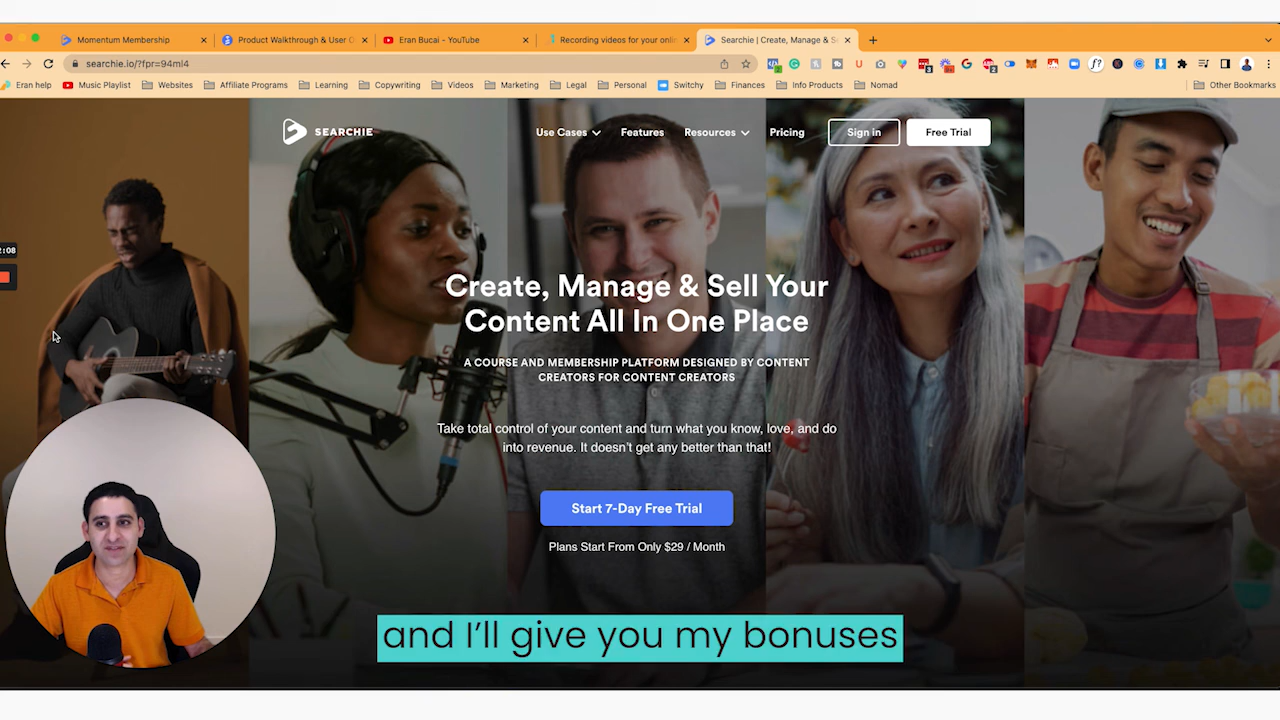 Momentum Membership
Product Walkthrough & User D
Eran Bucai - YouTube
Recording videos for your onli
Searchie | Create, Manage & S
searchie.io/?fpr=94ml4
Eran help
Music Playlist
Websites
Affiliate Programs
Learning
Copywriting
Videos
Marketing
Legal
Personal
Switchy
Finances
Info Products
Nomad
Other Bookmarks
SEARCHIE
Use Cases
Features
Resources
Pricing
Sign in
Free Trial
2:08
Create, Manage & Sell Your
Content All In One Place
A COURSE AND MEMBERSHIP PLATFORM DESIGNED BY CONTENT
CREATORS FOR CONTENT CREATORS
Take total control of your content and turn what you know, love, and do
into revenue. It doesn't get any better than that!
Start 7-Day Free Trial
Plans Start From Only $29 / Month
and I'll give you my bonuses